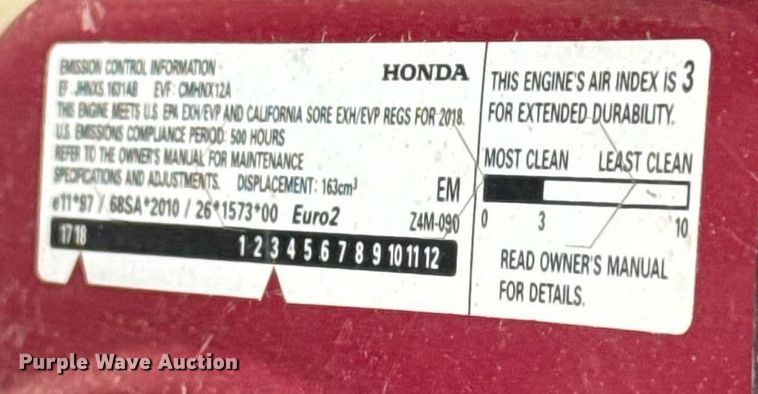 EMISSION CONTROL INFORMATION
HONDA
EF: JHNXS.1631AB EVF: CMHNX12A
THIS ENGINE MEETS U.S. EPA EXH/EVP AND CALIFORNIA SORE EXH/EVP REGS FOR 2018.
U.S. EMISSIONS COMPLIANCE PERIOD: 500 HOURS
REFER TO THE OWNER'S MANUAL FOR MAINTENANCE
SPECIFICATIONS AND ADJUSTMENTS. DISPLACEMENT: 163cm³
EM
e11*97 / 68SA*2010 / 26*1573*00 Euro2
Z4M-090
17 18 1 2 3 4 5 6 7 8 9 10 11 12
THIS ENGINE'S AIR INDEX IS 3
FOR EXTENDED DURABILITY.
MOST CLEAN LEAST CLEAN
0 3 10
READ OWNER'S MANUAL
FOR DETAILS.
Purple Wave Auction